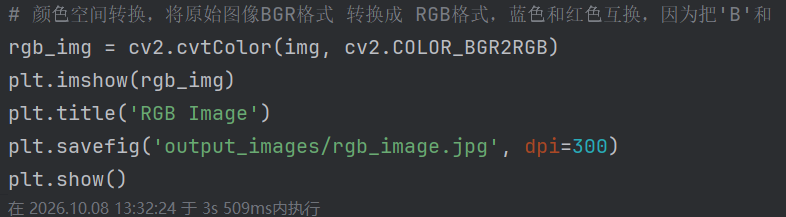 # 颜色空间转换，将原始图像BGR格式 转换成 RGB格式，蓝色和红色互换，因为把'B'和
rgb_img = cv2.cvtColor(img, cv2.COLOR_BGR2RGB)
plt.imshow(rgb_img)
plt.title('RGB Image')
plt.savefig('output_images/rgb_image.jpg', dpi=300)
plt.show()
在 2026.10.08 13:32:24 于 3s 509ms内执行